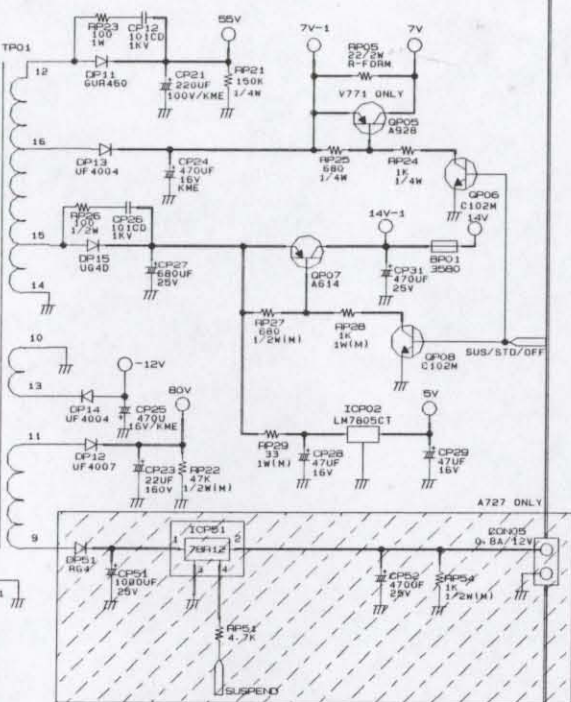 TP01
RP23
100
1W
CP12
101CD
1KV
55V
12
DP11
GUR460
CP21
220UF
100V/KME
RP21
150K
1/4W
7V-1
7V
RP05
22/2W
R-FORM
V771 ONLY
QP05
A928
16
DP13
UF4004
CP24
470UF
16V
KME
RP25
680
1/4W
RP24
1K
1/4W
QP06
C102M
RP26
100
1/2W
CP26
101CD
1KV
14V-1
14V
15
DP15
UG4D
CP27
680UF
25V
QP07
A614
CP31
470UF
25V
BP01
3580
14
RP27
680
1/2W(M)
RP28
1K
1W(M)
QP08
C102M
SUS/STD/OFF
10
-12V
13
DP14
UF4004
CP25
470U
16V/KME
80V
5V
ICP02
LM7805CT
RP29
33
1W(M)
CP28
47UF
16V
CP29
47UF
16V
11
DP12
UF4007
CP23
22UF
160V
RP22
47K
1/2W(M)
A727 ONLY
9
ICP51
78R12
1
2
3
4
DP51
RG4
CP51
1000UF
25V
0.8A/12V
CP52
470UF
25V
RP54
1K
1/2W(M)
RP51
4.7K
SUSPEND